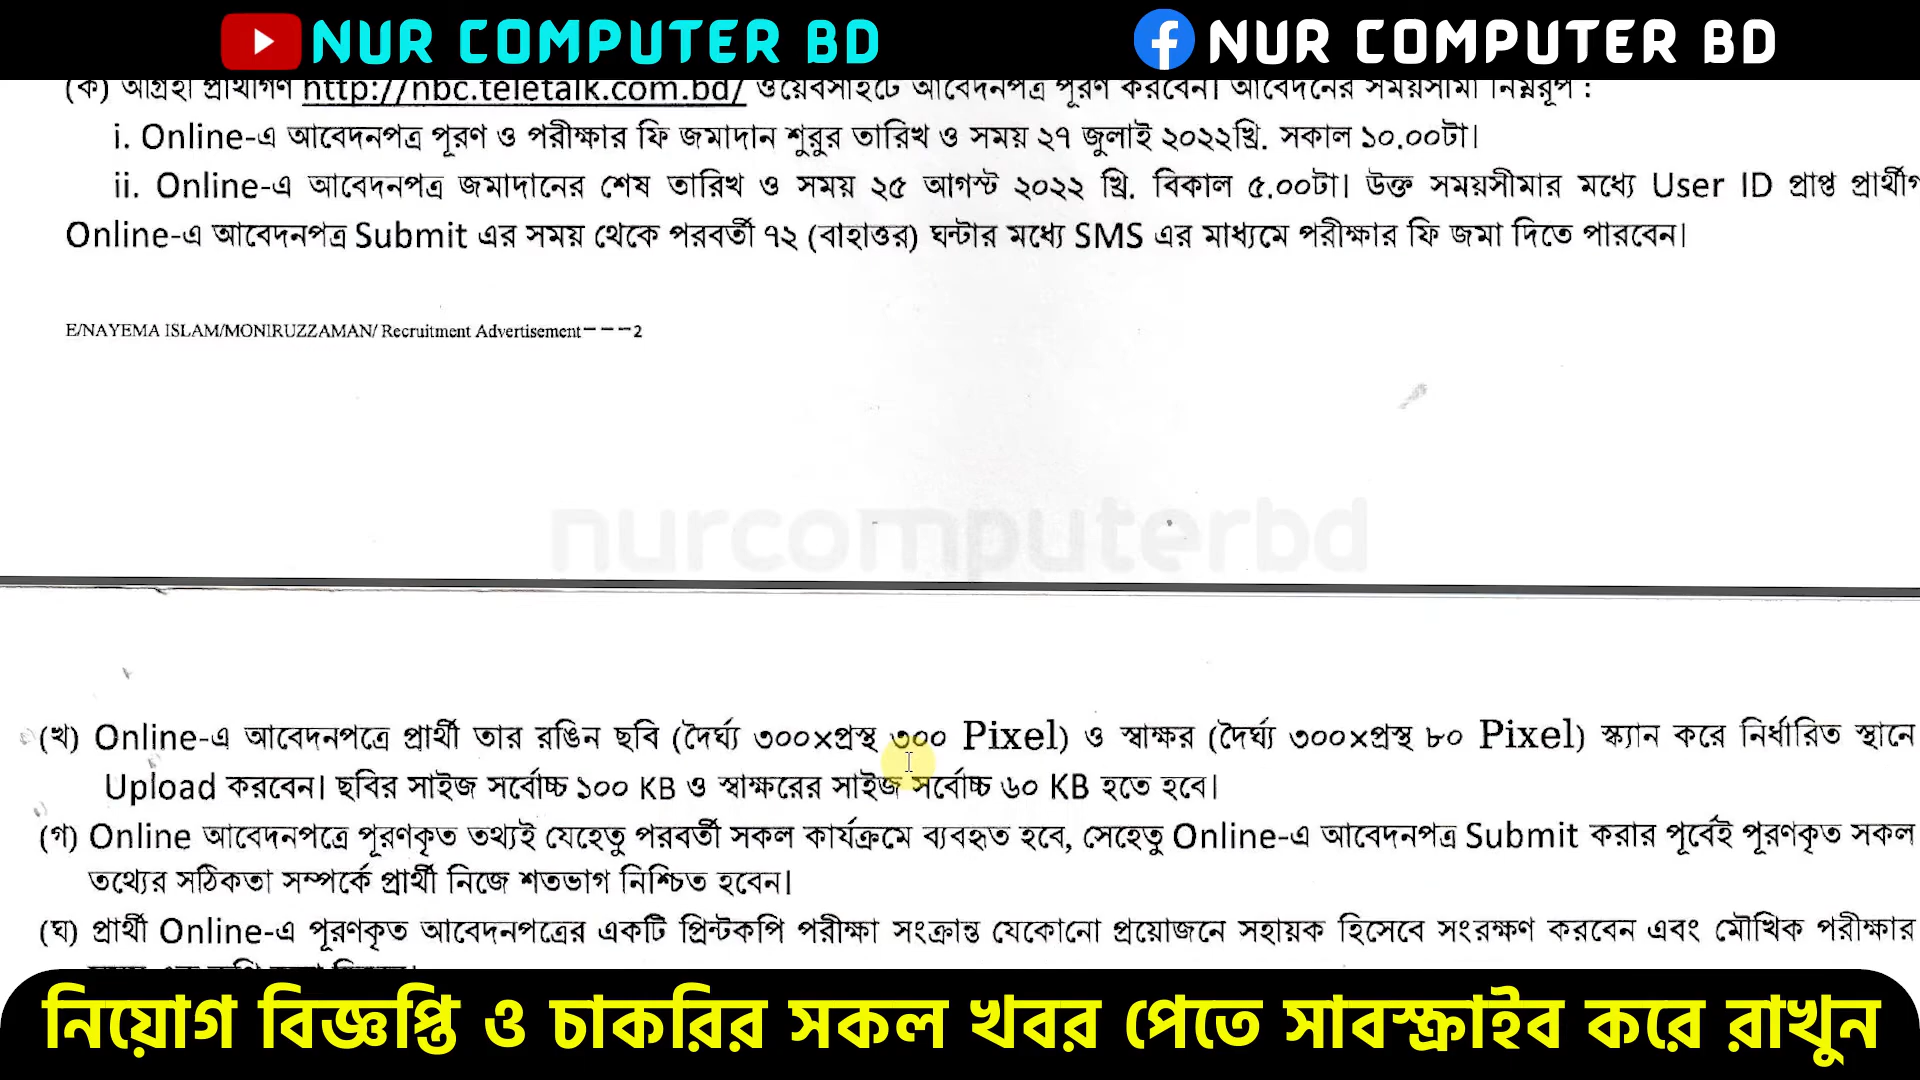 NUR COMPUTER BD NUR COMPUTER BD
(ক) আগ্রহী প্রার্থীগণ http://nbc.teletalk.com.bd/ ওয়েবসাইটে আবেদনপত্র পূরণ করবেন। আবেদনের সময়সীমা নিম্নরূপ :
i. Online-এ আবেদনপত্র পূরণ ও পরীক্ষার ফি জমাদান শুরুর তারিখ ও সময় ২৭ জুলাই ২০২২খ্রি. সকাল ১০.০০টা।
ii. Online-এ আবেদনপত্র জমাদানের শেষ তারিখ ও সময় ২৫ আগস্ট ২০২২ খ্রি. বিকাল ৫.০০টা। উক্ত সময়সীমার মধ্যে User ID প্রাপ্ত
Online-এ আবেদনপত্র Submit এর সময় থেকে পরবর্তী ৭২ (বাহাত্তর) ঘন্টার মধ্যে SMS এর মাধ্যমে পরীক্ষার ফি জমা দিতে পারবেন।
E/NAYEMA ISLAM/MONIRUZZAMAN/ Recruitment Advertisement---2
nurcomputerbd
(খ) Online-এ আবেদনপত্রে প্রার্থী তার রঙিন ছবি (দৈর্ঘ্য ৩০০×প্রস্থ ৩০০ Pixel) ও স্বাক্ষর (দৈর্ঘ্য ৩০০×প্রস্থ ৮০ Pixel) স্ক্যান করে নির্ধারিত স্থানে
Upload করবেন। ছবির সাইজ সর্বোচ্চ ১০০ KB ও স্বাক্ষরের সাইজ সর্বোচ্চ ৬০ KB হতে হবে।
(গ) Online আবেদনপত্রে পূরণকৃত তথ্যই যেহেতু পরবর্তী সকল কার্যক্রমে ব্যবহৃত হবে, সেহেতু Online-এ আবেদনপত্র Submit করার পূর্বেই পূরণকৃত সকল
তথ্যের সঠিকতা সম্পর্কে প্রার্থী নিজে শতভাগ নিশ্চিত হবেন।
(ঘ) প্রার্থী Online-এ পূরণকৃত আবেদনপত্রের একটি প্রিন্টকপি পরীক্ষা সংক্রান্ত যেকোনো প্রয়োজনে সহায়ক হিসেবে সংরক্ষণ করবেন এবং মৌখিক পরীক্ষার
নিয়োগ বিজ্ঞপ্তি ও চাকরির সকল খবর পেতে সাবস্ক্রাইব করে রাখুন